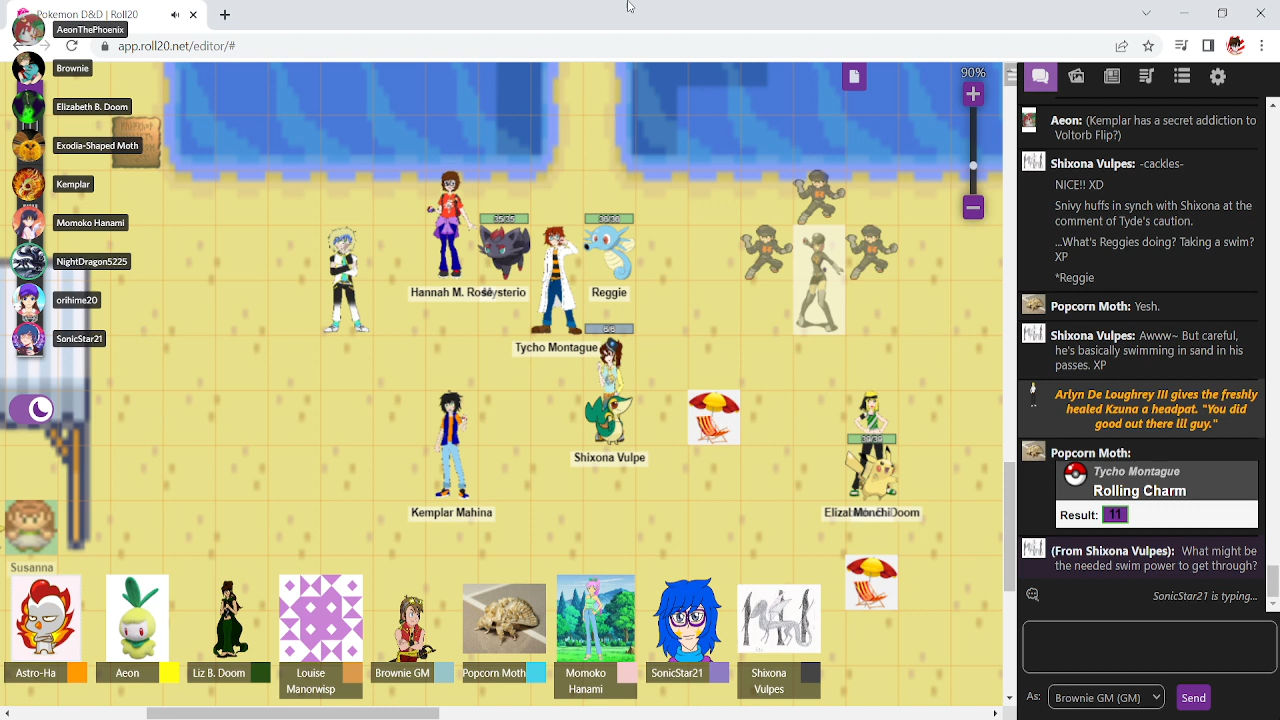 Pokemon D&D | Roll20
app.roll20.net/editor/#
AeonThePhoenix
Brownie
Elizabeth B. Doom
Exodia-Shaped Moth
Kemplar
Momoko Hanami
NightDragon5225
orihime20
SonicStar21
90%
35/35
Hannah M. Rose
Mysterio
Reggie
Tycho Montague
Shixona Vulpe
Kemplar Mahina
Menchi
Doom
Susanna
Astro-Ha
Aeon
Liz B. Doom
Louise
Manorwisp
Brownie GM
Popcorn Moth
Momoko
Hanami
SonicStar21
Shixona
Vulpes
Aeon: (Kemplar has a secret addiction to
Voltorb Flip?)
Shixona Vulpes: -cackles-
NICE!! XD
Snivy huffs in synch with Shixona at the
comment of Tyde's caution.
...What's Reggies doing? Taking a swim?
XP
*Reggie
Popcorn Moth: Yesh.
Shixona Vulpes: Awww~ But careful,
he's basically swimming in sand in his
passes. XP
Arlyn De Loughrey III gives the freshly
healed Kzuna a headpat. "You did
good out there lil guy."
Popcorn Moth:
Tycho Montague
Rolling Charm
Result: 11
(From Shixona Vulpes): What might be
the needed swim power to get through?
SonicStar21 is typing...
As: Brownie GM (GM)
Send